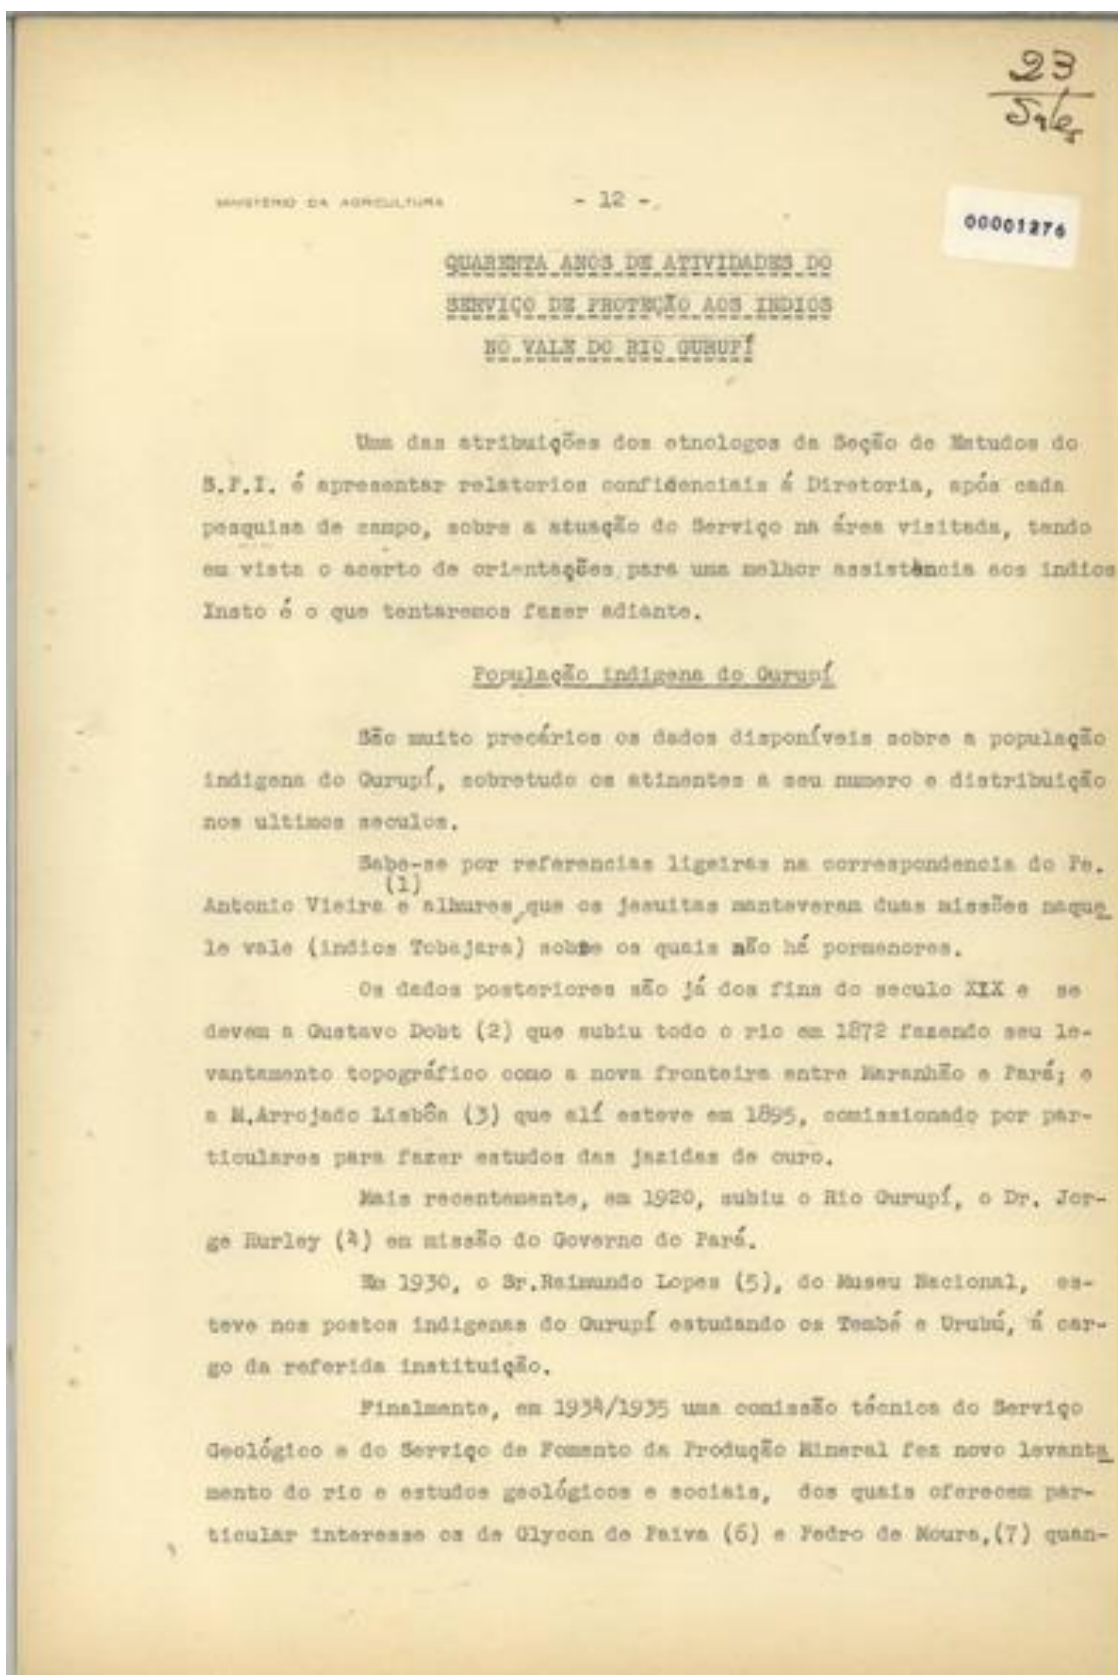 23
MINISTÉRIO DA AGRICULTURA
- 12 -
00001276
QUARENTA ANOS DE ATIVIDADES DO
SERVIÇO DE PROTEÇÃO AOS INDIOS
NO VALE DO RIO GURUPÍ
Uma das atribuições dos etnologos da Seção de Estudos do
S.P.I. é apresentar relatorios confidenciais á Diretoria, após cada
pesquisa de campo, sobre a atuação do Serviço na área visitada, tendo
em vista o acerto de orientações para uma melhor assistência aos indios
Insto é o que tentaremos fazer adiante.
População indigena do Gurupí
São muito precários os dados disponíveis sobre a população
indigena do Gurupí, sobretudo os atinentes a seu numero e distribuição
nos ultimos seculos.
Sabe-se por referencias ligeiras na correspondencia do Pe.
(1)
Antonio Vieira e alhures, que os jesuitas manteveram duas missões naque
le vale (indios Tobajara) sobre os quais não há pormenores.
Os dados posteriores são já dos fins do seculo XIX e se
devem a Gustavo Dobt (2) que subiu todo o rio em 1872 fazendo seu le-
vantamento topográfico como a nova fronteira entre Maranhão e Pará; e
a M.Arrojado Lisbôa (3) que alí esteve em 1895, comissionado por par-
ticulares para fazer estudos das jazidas de ouro.
Mais recentemente, em 1920, subiu o Rio Gurupí, o Dr. Jor-
ge Hurley (4) em missão do Governo do Pará.
Em 1930, o Sr.Raimundo Lopes (5), do Museu Nacional, es-
teve nos postos indigenas do Gurupí estudando os Tembé e Urubú, á car-
go da referida instituição.
Finalmente, em 1934/1935 uma comissão técnica do Serviço
Geológico e do Serviço de Fomento da Produção Mineral fez novo levanta
mento do rio e estudos geológicos e sociais, dos quais oferecem par-
ticular interesse os de Glycon de Paiva (6) e Pedro de Moura,(7) quan-